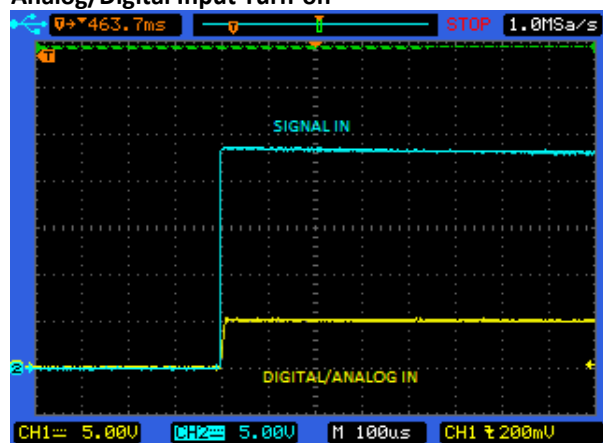 Analog/Digital Input Turn-on
463.7ms STOP 1.0MSa/s
T
SIGNAL IN
2
DIGITAL/ANALOG IN
CH1 5.00V CH2 5.00V M 100us CH1 200mV